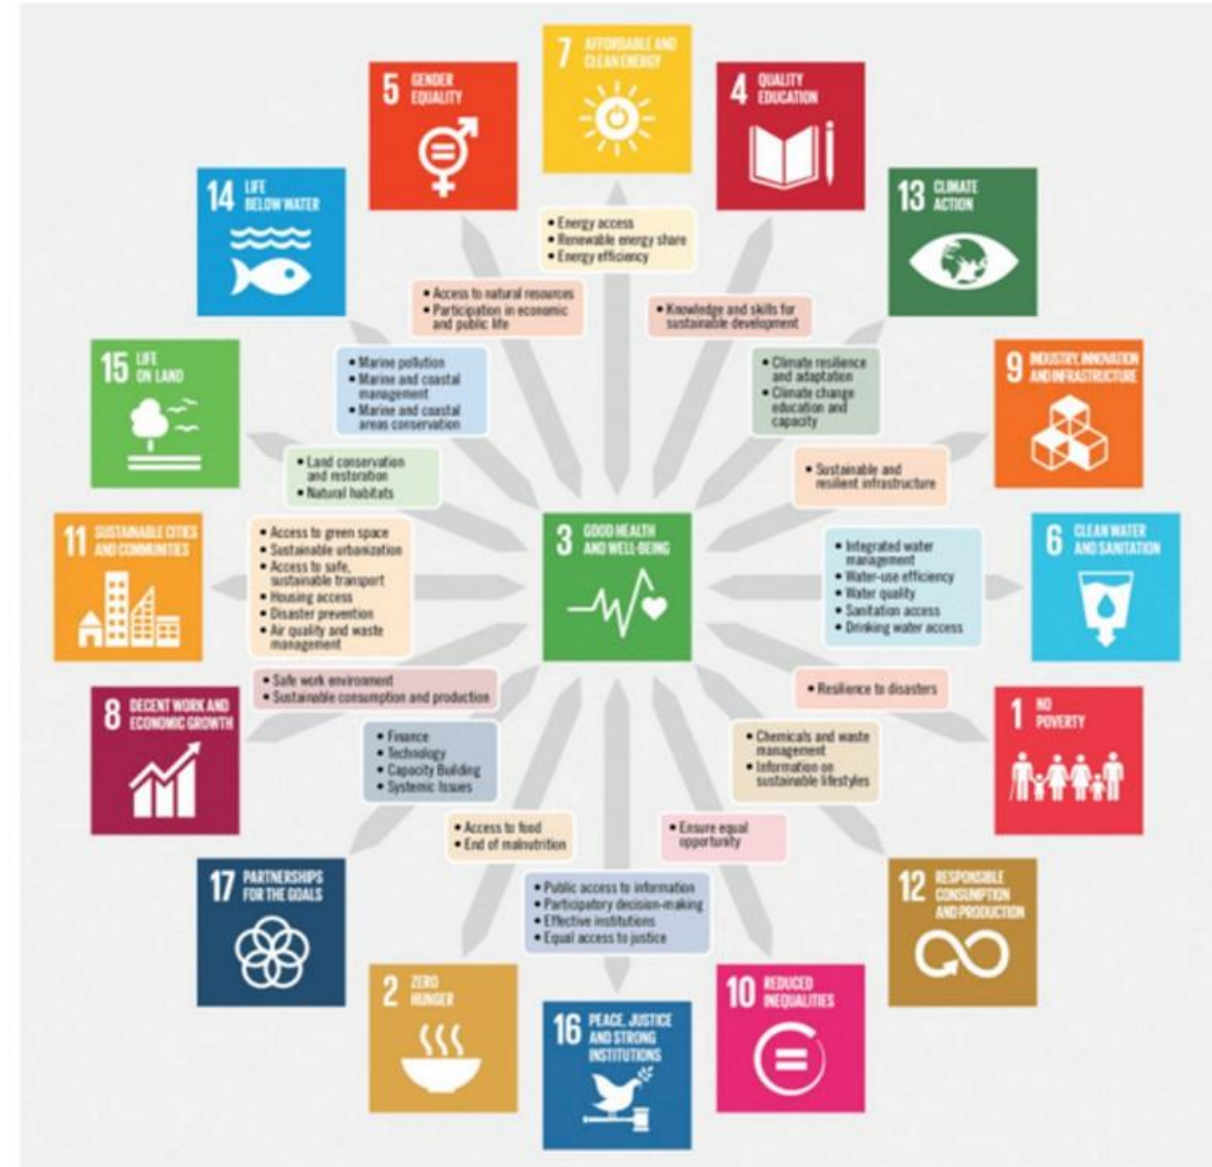 7 AFFORDABLE AND
CLEAN ENERGY
5 GENDER
EQUALITY
4 QUALITY
EDUCATION
14 LIFE
BELOW WATER
13 CLIMATE
ACTION
• Energy access
• Renewable energy share
• Energy efficiency
• Access to natural resources
• Participation in economic
and public life
• Knowledge and skills for
sustainable development
15 LIFE
ON LAND
• Marine pollution
• Marine and coastal
management
• Marine and coastal
areas conservation
• Climate resilience
and adaptation
• Climate change
education and
capacity
9 INDUSTRY, INNOVATION
AND INFRASTRUCTURE
• Land conservation
and restoration
• Natural habitats
• Sustainable and
resilient infrastructure
11 SUSTAINABLE CITIES
AND COMMUNITIES
• Access to green space
• Sustainable urbanization
• Access to safe,
sustainable transport
• Housing access
• Disaster prevention
• Air quality and waste
management
3 GOOD HEALTH
AND WELL-BEING
• Integrated water
management
• Water-use efficiency
• Water quality
• Sanitation access
• Drinking water access
6 CLEAN WATER
AND SANITATION
• Safe work environment
• Sustainable consumption and production
• Resilience to disasters
8 DECENT WORK AND
ECONOMIC GROWTH
1 NO
POVERTY
• Finance
• Technology
• Capacity Building
• Systemic Issues
• Chemicals and waste
management
• Information on
sustainable lifestyles
• Access to food
• End of malnutrition
• Ensure equal
opportunity
17 PARTNERSHIPS
FOR THE GOALS
• Public access to information
• Participatory decision-making
• Effective institutions
• Equal access to justice
12 RESPONSIBLE
CONSUMPTION
AND PRODUCTION
2 ZERO
HUNGER
16 PEACE, JUSTICE
AND STRONG
INSTITUTIONS
10 REDUCED
INEQUALITIES